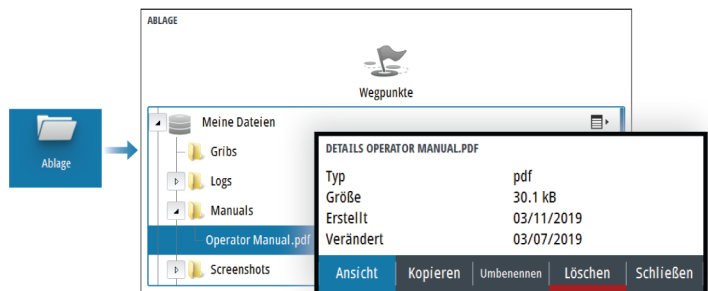 ABLAGE
Wegpunkte
Ablage
Meine Dateien
Gribs
Logs
Manuals
Operator Manual.pdf
Screenshots
DETAILS OPERATOR MANUAL.PDF
Typ pdf
Größe 30.1 kB
Erstellt 03/11/2019
Verändert 03/07/2019
Ansicht Kopieren Umbenennen Löschen Schließen